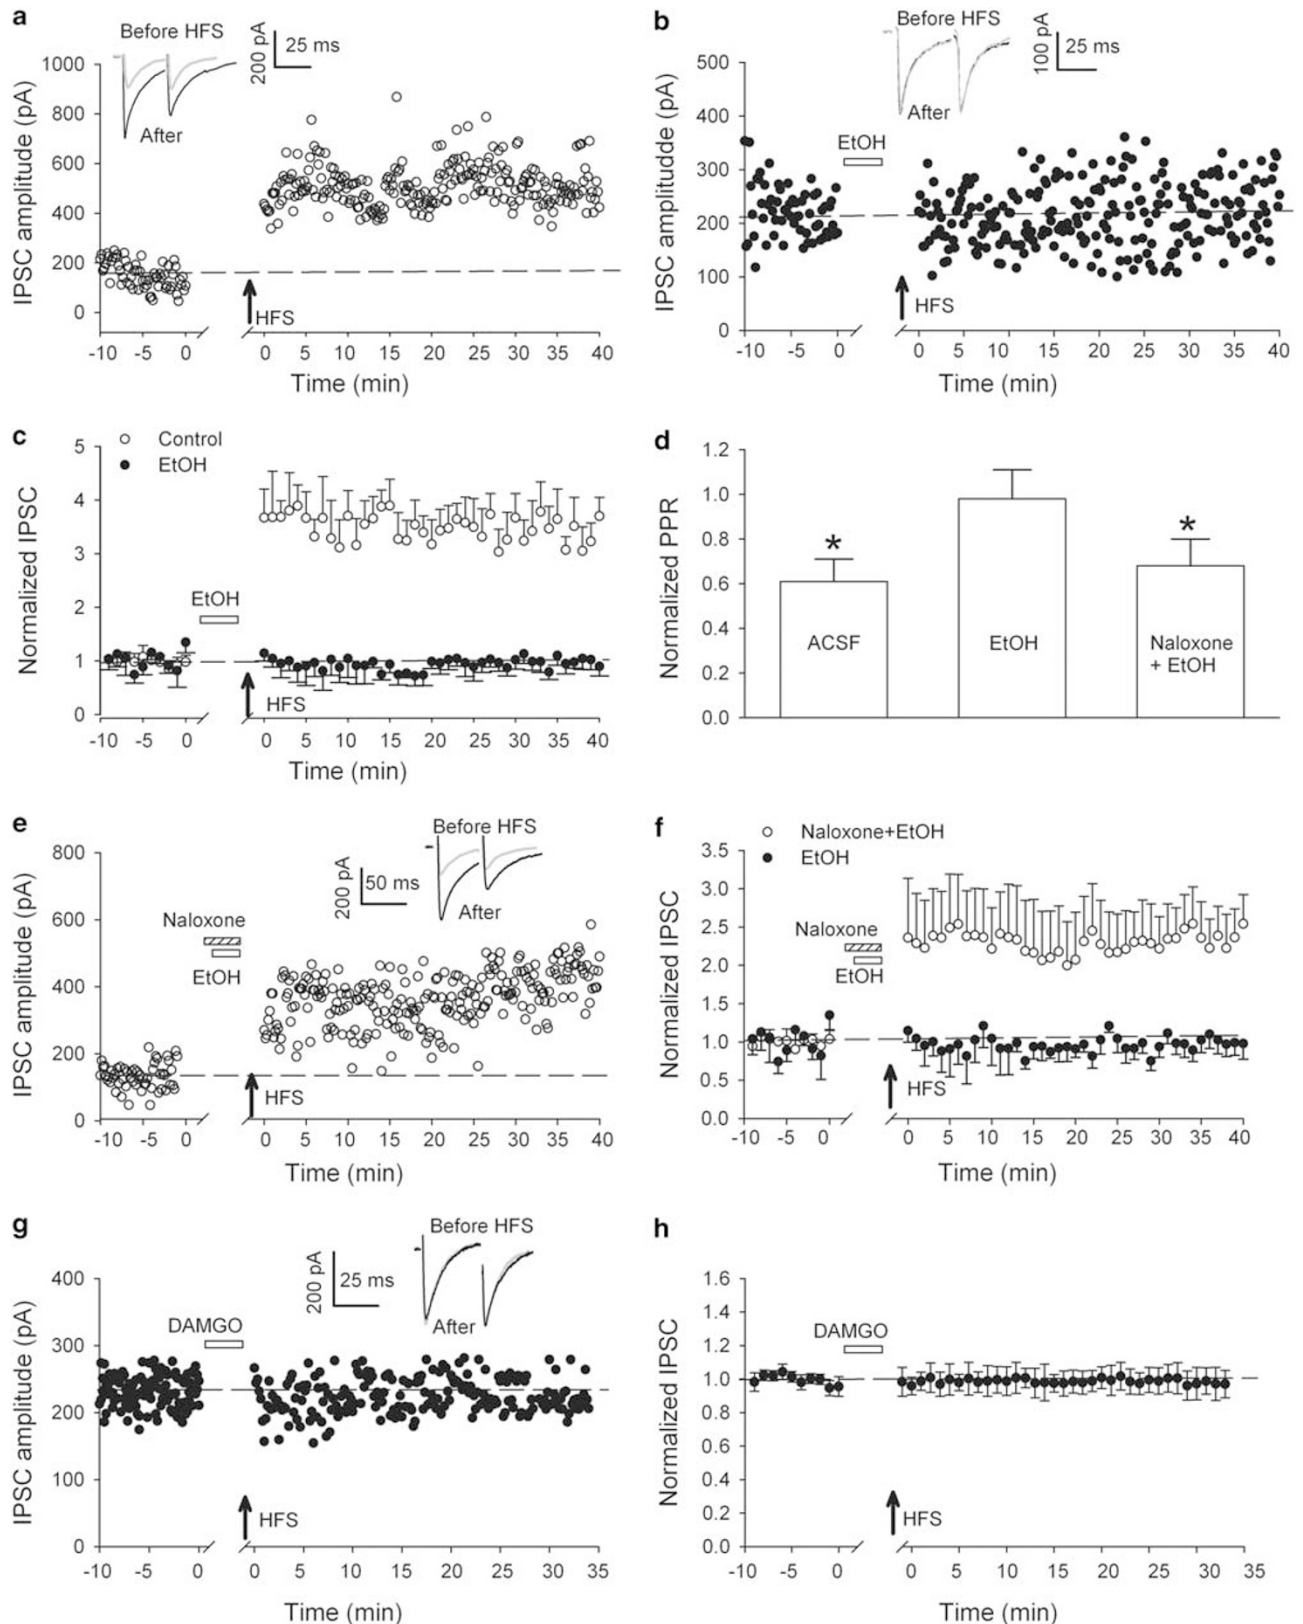 a
Before HFS
200 pA
25 ms
After
IPSC amplitude (pA)
1000
800
600
400
200
0
HFS
-10 -5 0 0 5 10 15 20 25 30 35 40
Time (min)
b
Before HFS
100 pA
25 ms
After
EtOH
IPSC amplitudde (pA)
500
400
300
200
100
0
HFS
-10 -5 0 0 5 10 15 20 25 30 35 40
Time (min)
c
Control
EtOH
Normalized IPSC
5
4
3
2
1
0
EtOH
HFS
-10 -5 0 0 5 10 15 20 25 30 35 40
Time (min)
d
Normalized PPR
1.2
1.0
0.8
0.6
0.4
0.2
0.0
*
*
ACSF
EtOH
Naloxone
+ EtOH
e
Before HFS
200 pA
50 ms
After
IPSC amplitude (pA)
800
600
400
200
0
Naloxone
EtOH
HFS
-10 -5 0 0 5 10 15 20 25 30 35 40
Time (min)
f
Naloxone+EtOH
EtOH
Normalized IPSC
3.5
3.0
2.5
2.0
1.5
1.0
0.5
0.0
Naloxone
EtOH
HFS
-10 -5 0 0 5 10 15 20 25 30 35 40
Time (min)
g
Before HFS
200 pA
25 ms
After
IPSC amplitude (pA)
400
300
200
100
0
DAMGO
HFS
-10 -5 0 0 5 10 15 20 25 30 35
Time (min)
h
Normalized IPSC
1.6
1.4
1.2
1.0
0.8
0.6
0.4
0.2
0.0
DAMGO
HFS
-10 -5 0 0 5 10 15 20 25 30 35
Time (min)